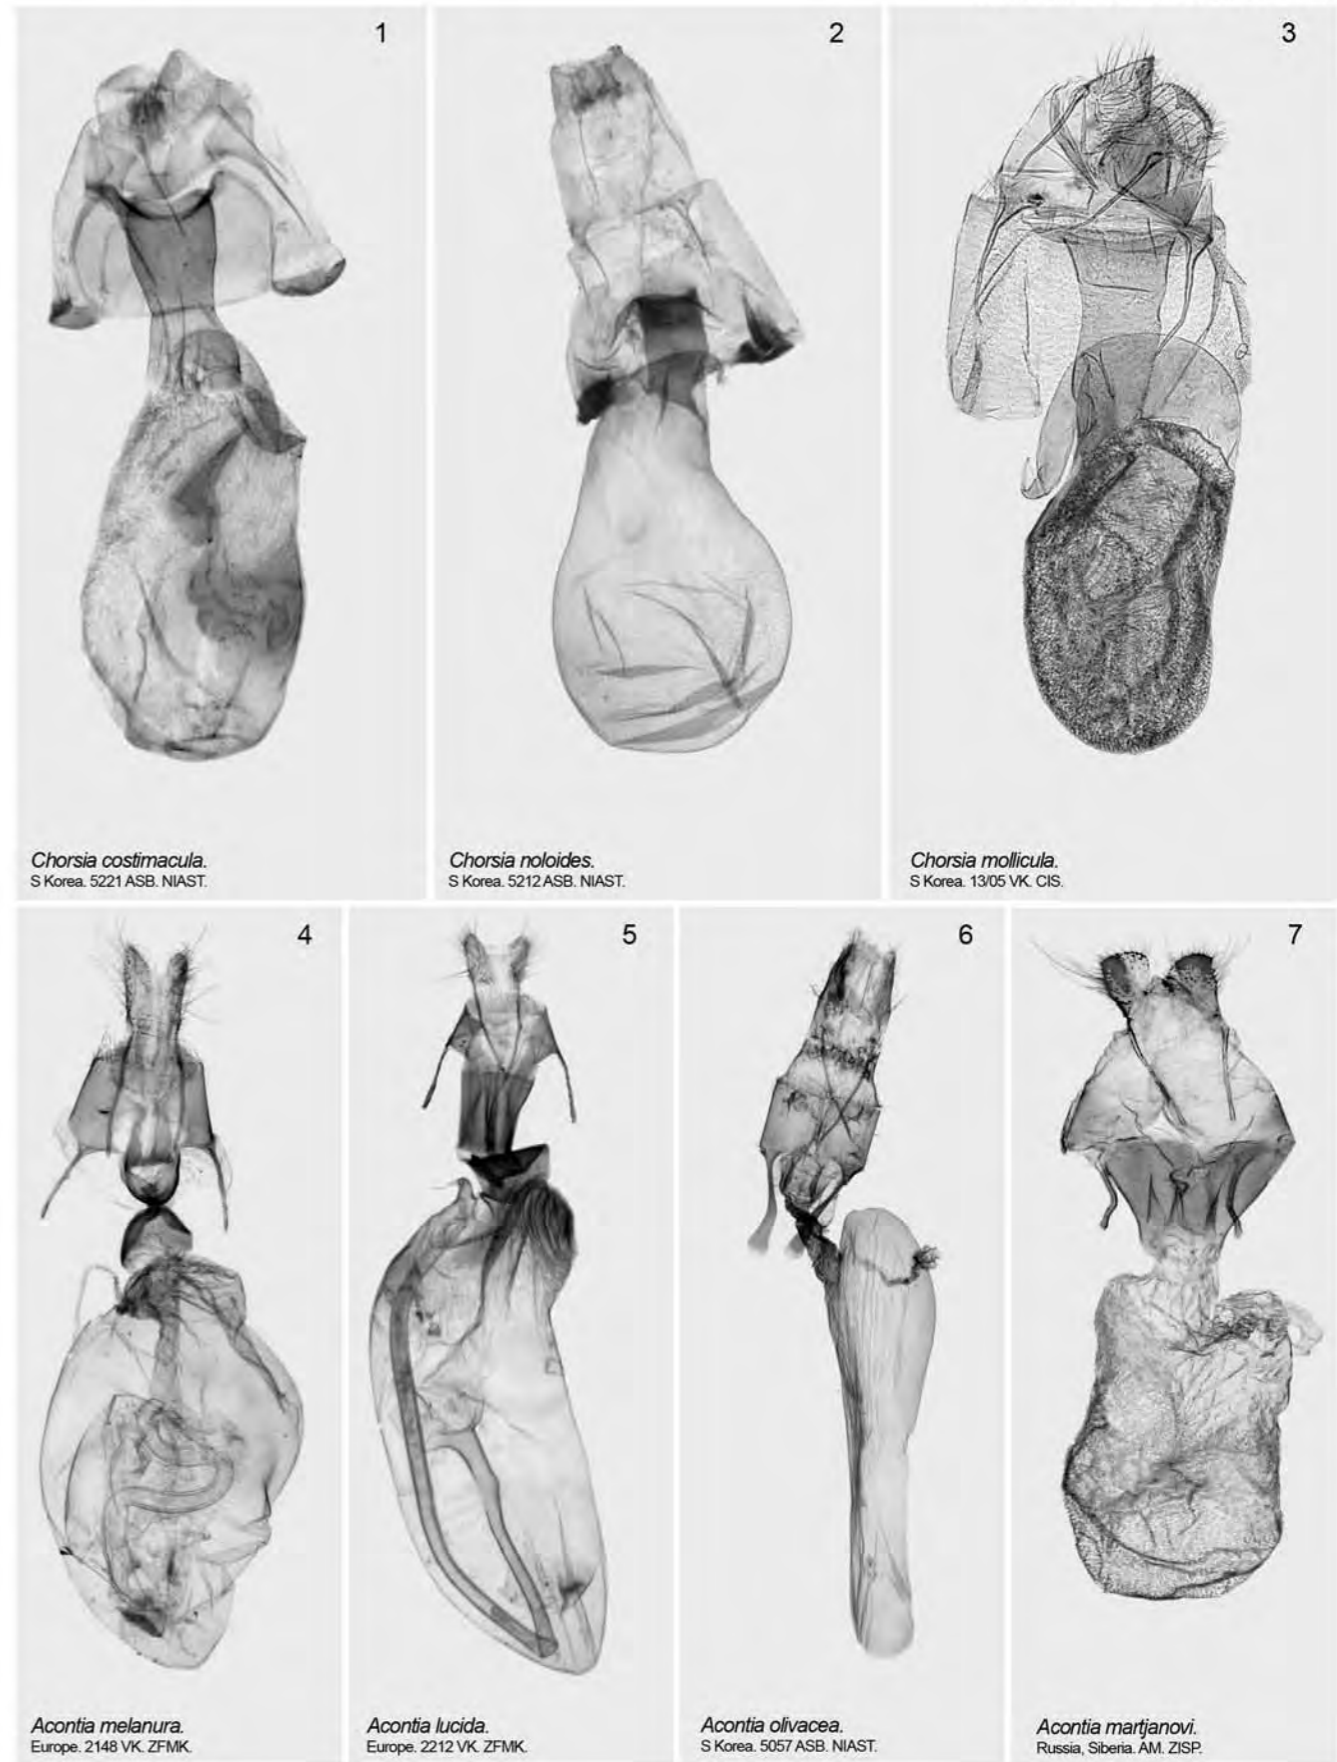 1
2
3
Chorsia costimacula.
S Korea. 5221 ASB. NIAST.
Chorsia noloides.
S Korea. 5212 ASB. NIAST.
Chorsia mollicula.
S Korea. 13/05 VK. CIS.
4
5
6
7
Acontia melanura.
Europe. 2148 VK. ZFMK.
Acontia lucida.
Europe. 2212 VK. ZFMK.
Acontia olivacea.
S Korea. 5057 ASB. NIAST.
Acontia martjanovi.
Russia, Siberia. AM. ZISP.